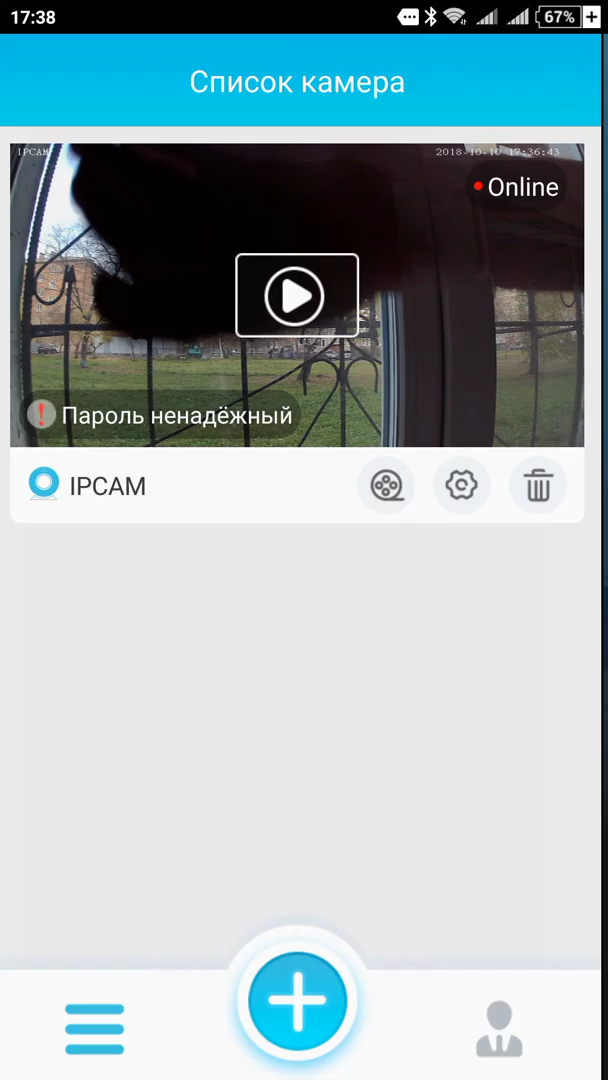 17:38
67%
Список камера
IPCAM
2018-10-10 17:36:43
Online
Пароль ненадёжный
IPCAM